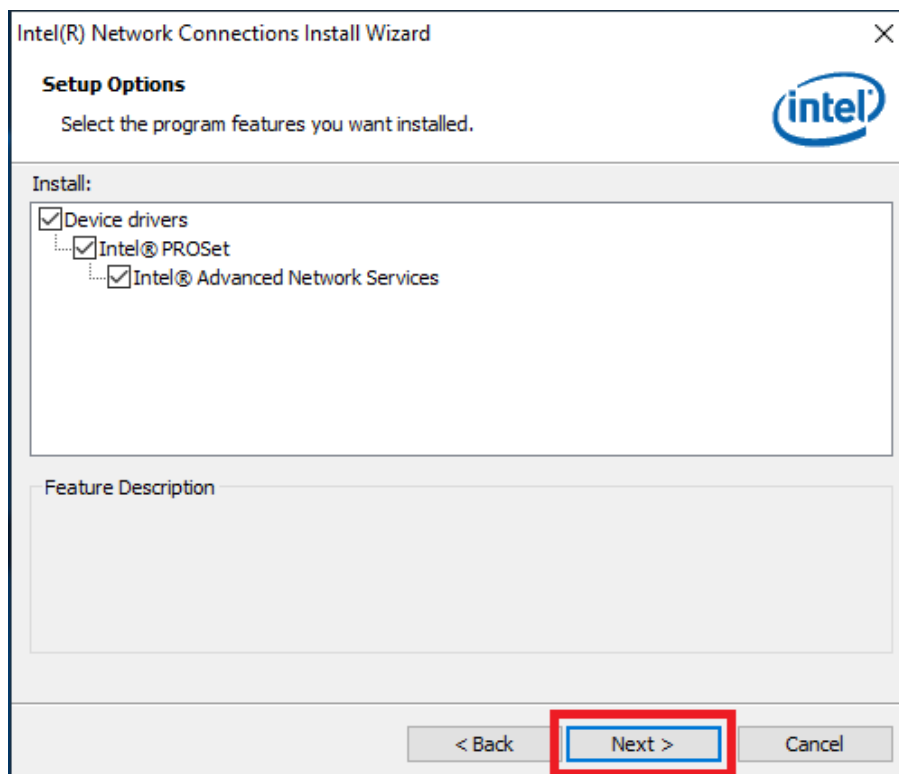 Intel(R) Network Connections Install Wizard
Setup Options
Select the program features you want installed.
intel
Install:
Device drivers
Intel® PROSet
Intel® Advanced Network Services
Feature Description
< Back
Next >
Cancel